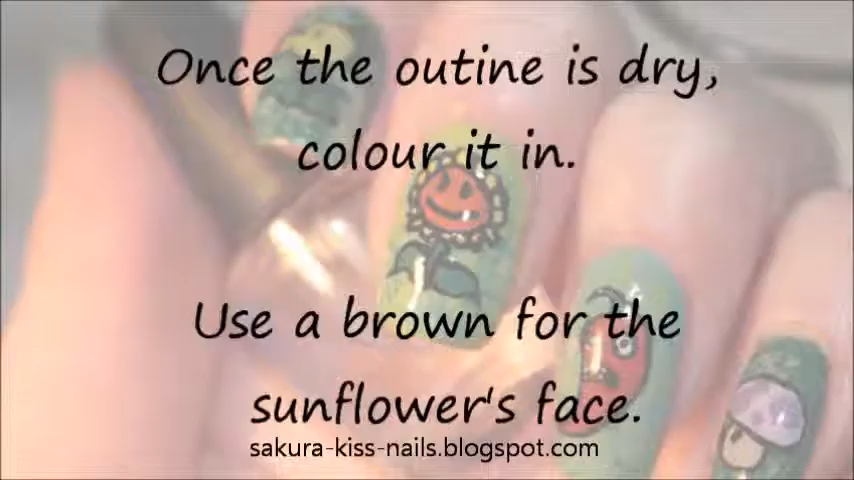 Once the outine is dry,
colour it in.
Use a brown for the
sunflower's face.
sakura-kiss-nails.blogspot.com